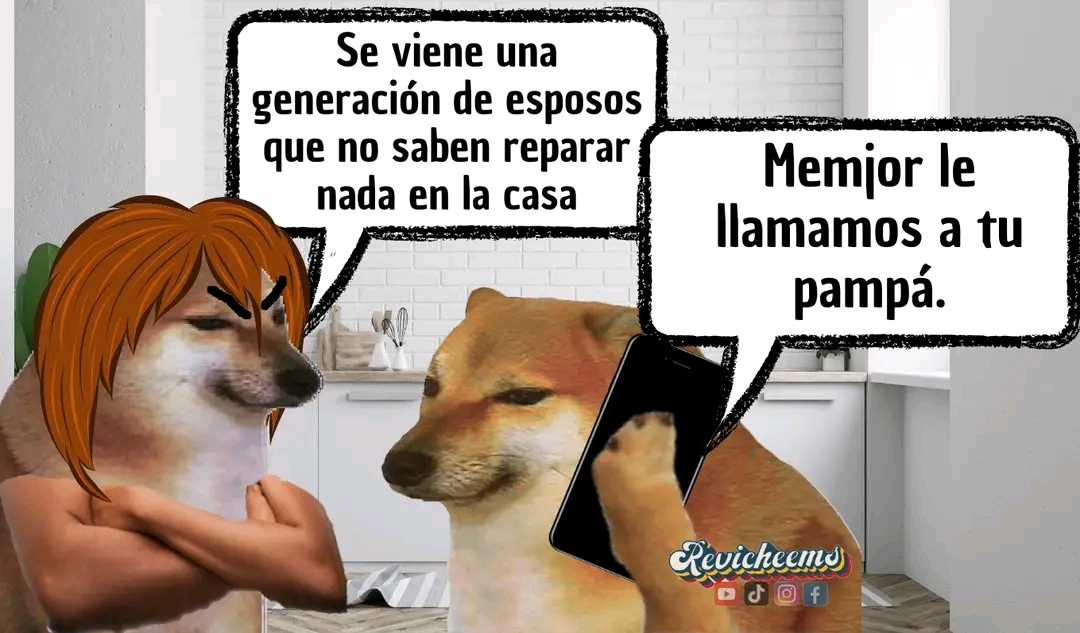 Se viene una
generación de esposos
que no saben reparar
nada en la casa
Memjor le
llamamos a tu
pampá.
Revicheems